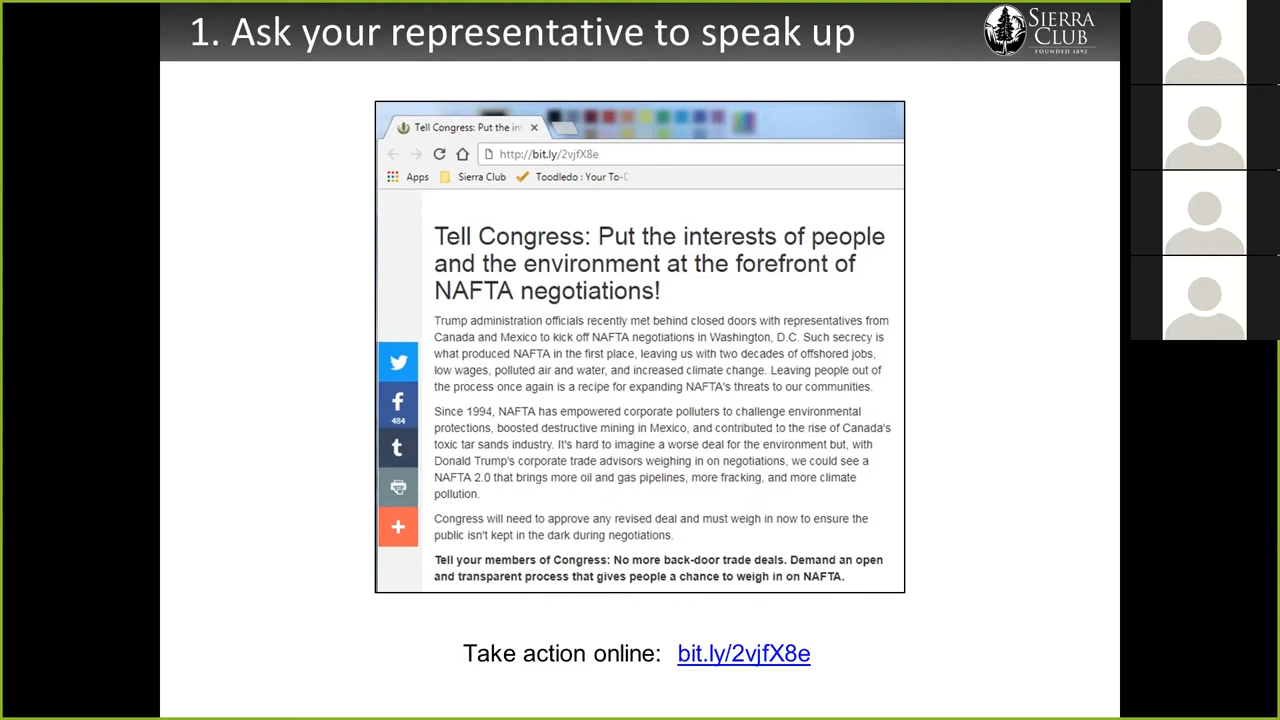 1. Ask your representative to speak up
SIERRA
CLUB
FOUNDED 1892
Tell Congress: Put the in
http://bit.ly/2vjfX8e
Apps
Sierra Club
Toodledo : Your To-
Tell Congress: Put the interests of people
and the environment at the forefront of
NAFTA negotiations!
Trump administration officials recently met behind closed doors with representatives from
Canada and Mexico to kick off NAFTA negotiations in Washington, D.C. Such secrecy is
what produced NAFTA in the first place, leaving us with two decades of offshored jobs,
low wages, polluted air and water, and increased climate change. Leaving people out of
the process once again is a recipe for expanding NAFTA's threats to our communities.
Since 1994, NAFTA has empowered corporate polluters to challenge environmental
protections, boosted destructive mining in Mexico, and contributed to the rise of Canada's
toxic tar sands industry. It's hard to imagine a worse deal for the environment but, with
Donald Trump's corporate trade advisors weighing in on negotiations, we could see a
NAFTA 2.0 that brings more oil and gas pipelines, more fracking, and more climate
pollution.
Congress will need to approve any revised deal and must weigh in now to ensure the
public isn't kept in the dark during negotiations.
Tell your members of Congress: No more back-door trade deals. Demand an open
and transparent process that gives people a chance to weigh in on NAFTA.
484
Take action online: bit.ly/2vjfX8e